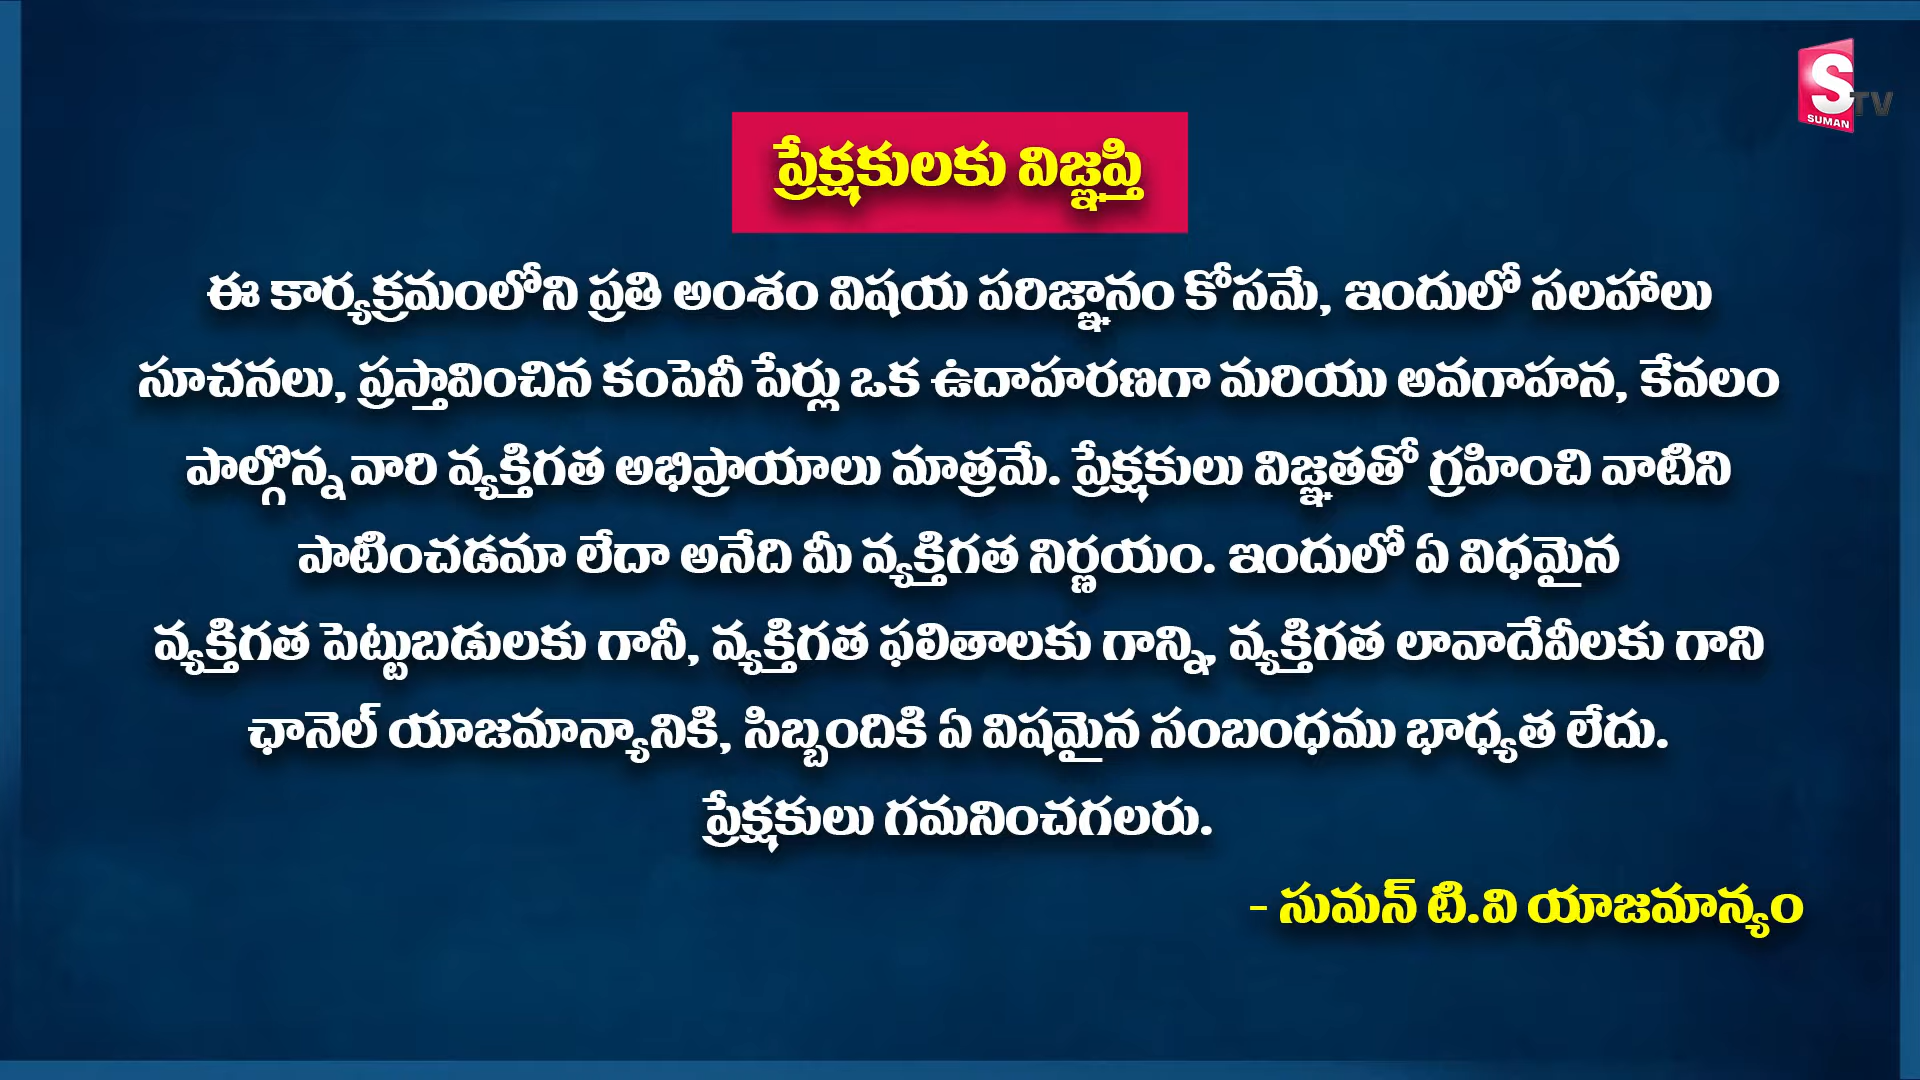 S TV
SUMAN
ప్రేక్షకులకు విజ్ఞప్తి
ఈ కార్యక్రమంలోని ప్రతి అంశం విషయ పరిజ్ఞానం కోసమే, ఇందులో సలహాలు
సూచనలు, ప్రస్తావించిన కంపెనీ పేర్లు ఒక ఉదాహరణగా మరియు అవగాహన, కేవలం
పాల్గొన్న వారి వ్యక్తిగత అభిప్రాయాలు మాత్రమే. ప్రేక్షకులు విజ్ఞతతో గ్రహించి వాటిని
పాటించడమా లేదా అనేది మీ వ్యక్తిగత నిర్ణయం. ఇందులో ఏ విధమైన
వ్యక్తిగత పెట్టుబడులకు గానీ, వ్యక్తిగత ఫలితాలకు గాన్ని, వ్యక్తిగత లావాదేవీలకు గాని
ఛానెల్ యాజమాన్యానికి, సిబ్బందికి ఏ విషమైన సంబంధము భాధ్యత లేదు.
ప్రేక్షకులు గమనించగలరు.
- సుమన్ టి.వి యాజమాన్యం